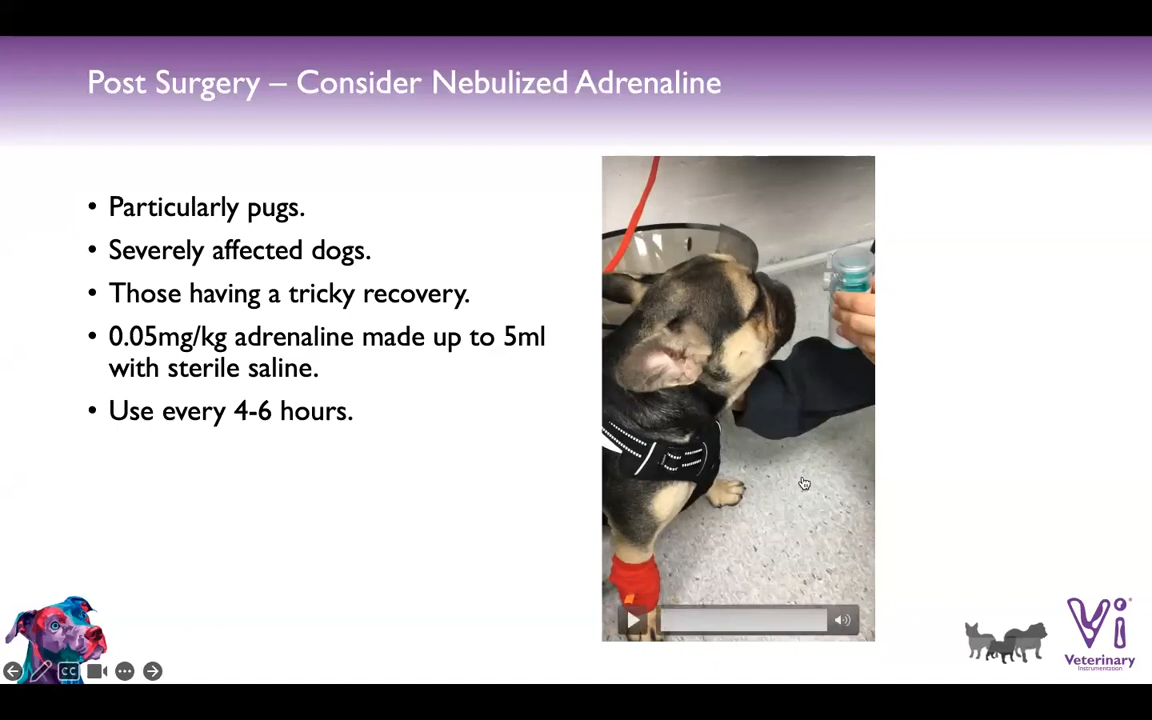 Post Surgery – Consider Nebulized Adrenaline
• Particularly pugs.
• Severely affected dogs.
• Those having a tricky recovery.
• 0.05mg/kg adrenaline made up to 5ml
with sterile saline.
• Use every 4-6 hours.
CC
Vi
Veterinary
Instrumentation